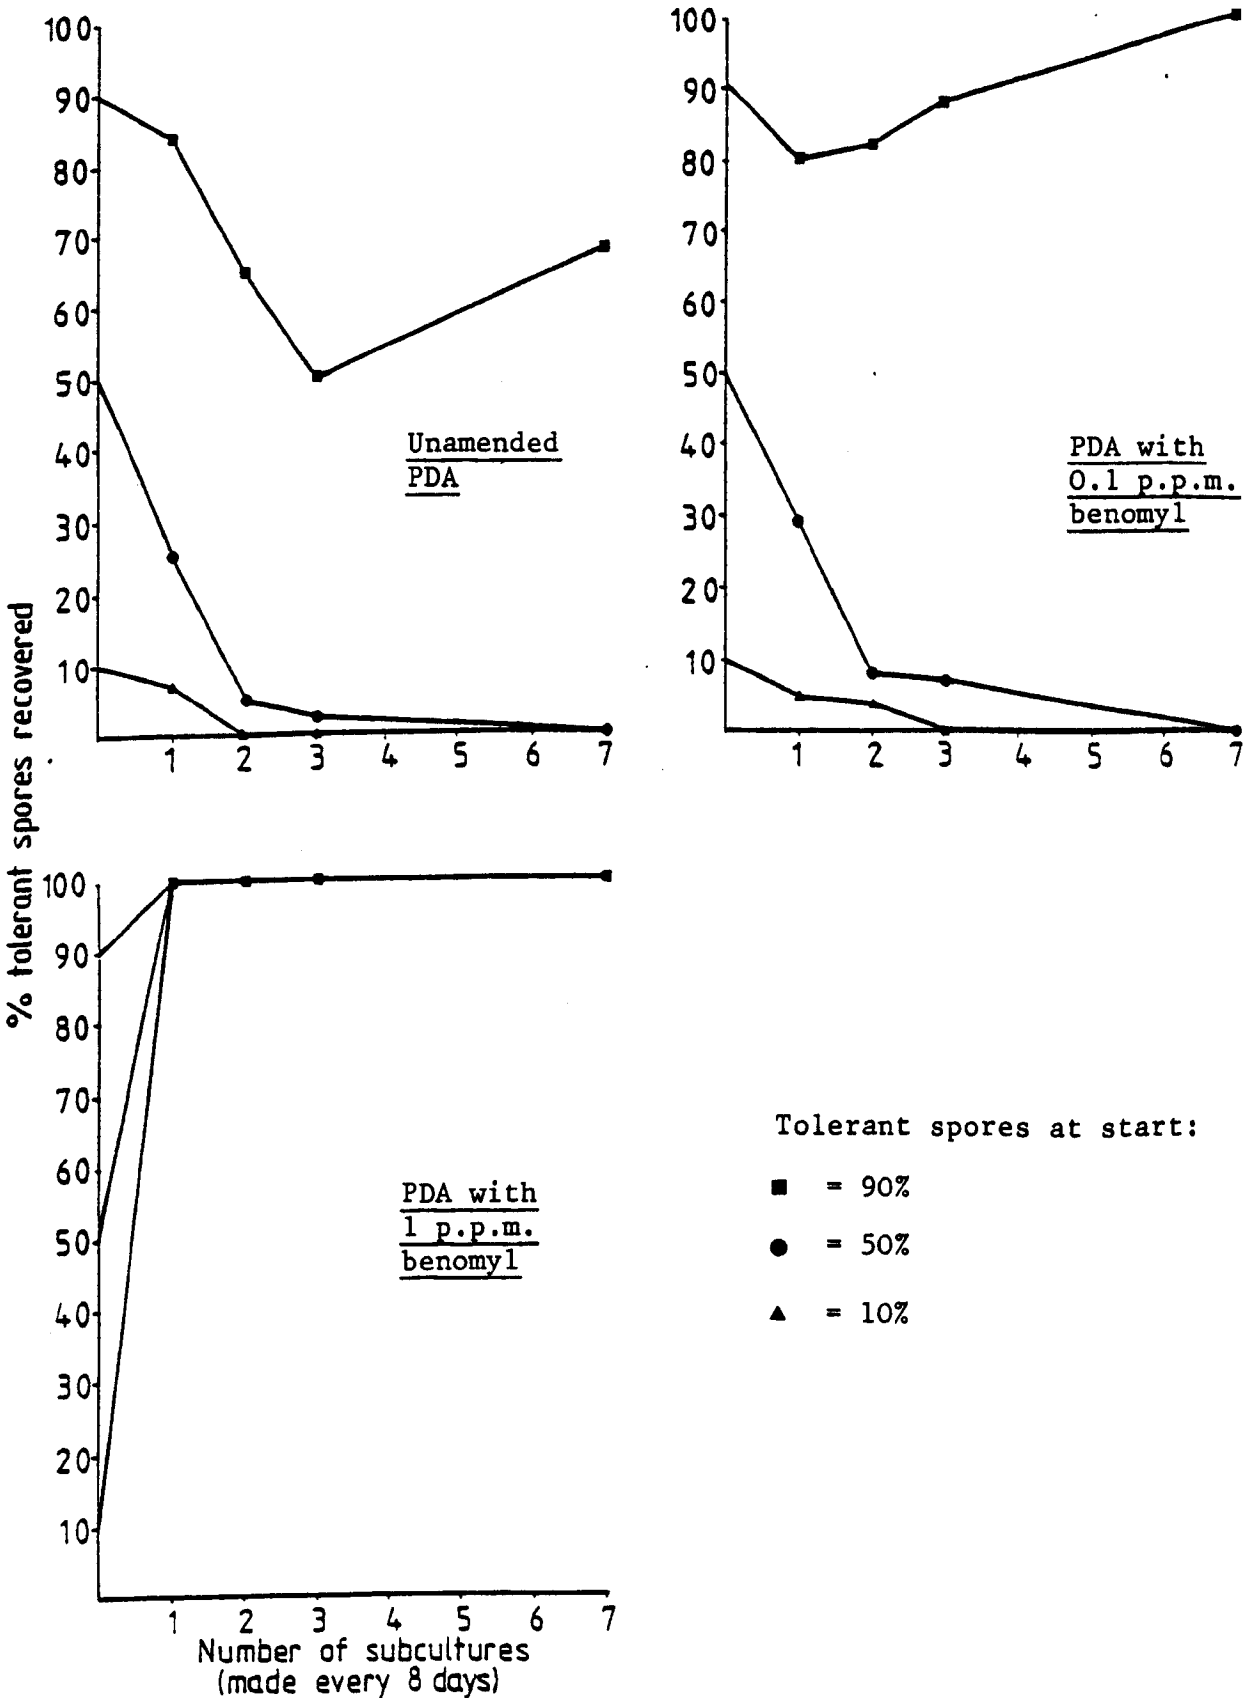 100
90
80
70
60
50
40
30
20
10
1 2 3 4 5 6 7
Unamended
PDA
100
90
80
70
60
50
40
30
20
10
1 2 3 4 5 6 7
PDA with
0.1 p.p.m.
benomyl
% tolerant spores recovered
100
90
80
70
60
50
40
30
20
10
1 2 3 4 5 6 7
PDA with
1 p.p.m.
benomyl
Number of subcultures
(made every 8 days)
Tolerant spores at start:
■ = 90%
● = 50%
▲ = 10%